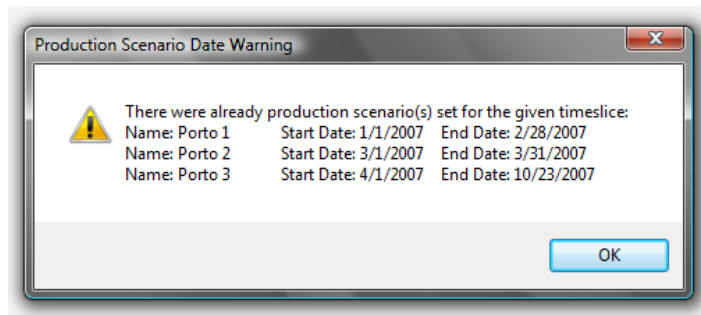 Production Scenario Date Warning
There were already production scenario(s) set for the given timeslice:
Name: Porto 1 Start Date: 1/1/2007 End Date: 2/28/2007
Name: Porto 2 Start Date: 3/1/2007 End Date: 3/31/2007
Name: Porto 3 Start Date: 4/1/2007 End Date: 10/23/2007
OK